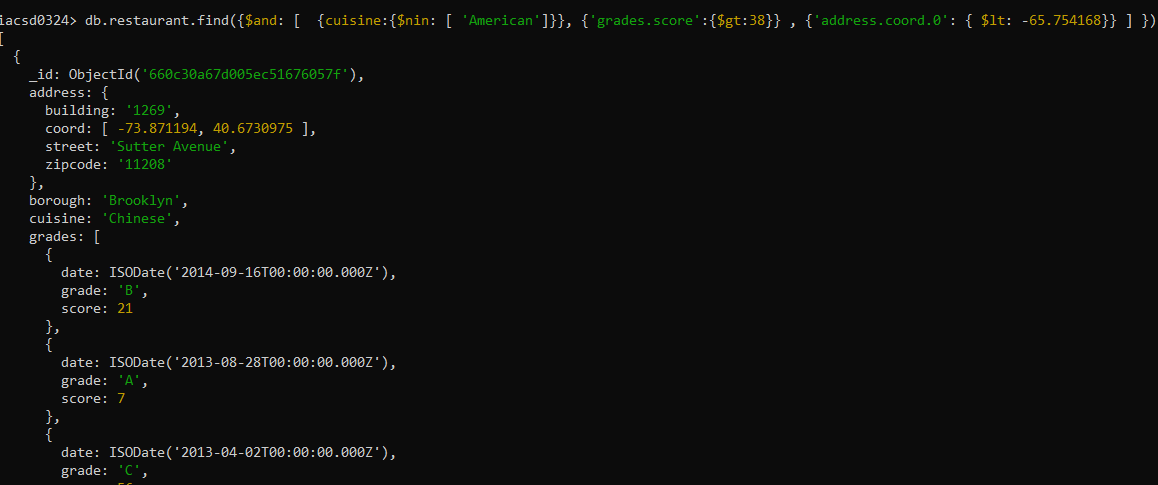 iacsd0324> db.restaurant.find({$and: [  {cuisine:{$nin: [ 'American']}}, {'grades.score':{$gt:38}} , {'address.coord.0': { $lt: -65.754168}} ] })
[
  {
    _id: ObjectId('660c30a67d005ec51676057f'),
    address: {
      building: '1269',
      coord: [ -73.871194, 40.6730975 ],
      street: 'Sutter Avenue',
      zipcode: '11208'
    },
    borough: 'Brooklyn',
    cuisine: 'Chinese',
    grades: [
      {
        date: ISODate('2014-09-16T00:00:00.000Z'),
        grade: 'B',
        score: 21
      },
      {
        date: ISODate('2013-08-28T00:00:00.000Z'),
        grade: 'A',
        score: 7
      },
      {
        date: ISODate('2013-04-02T00:00:00.000Z'),
        grade: 'C',